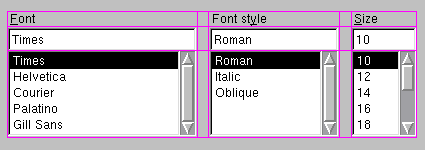 Font Font style Size
Times Roman 10
Times Roman 10
Helvetica Italic 12
Courier Oblique 14
Palatino 16
Gill Sans 18